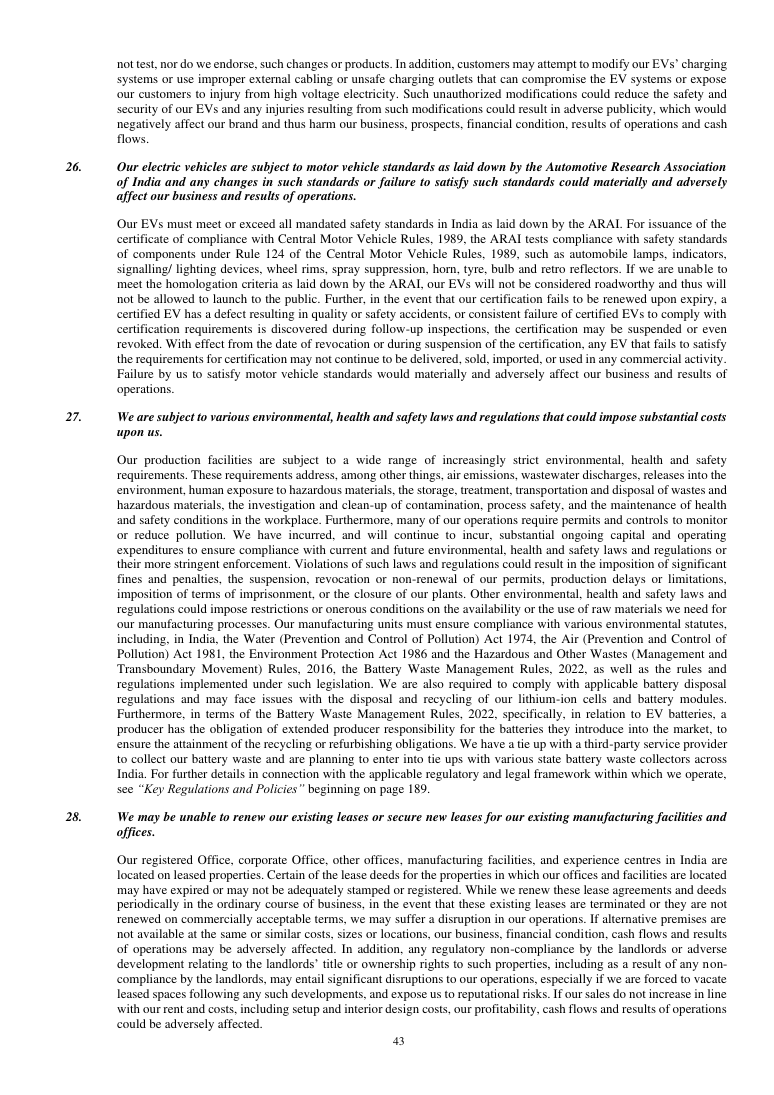 not test, nor do we endorse, such changes or products. In addition, customers may attempt to modify our EVs’ charging
systems or use improper external cabling or unsafe charging outlets that can compromise the EV systems or expose
our customers to injury from high voltage electricity. Such unauthorized modifications could reduce the safety and
security of our EVs and any injuries resulting from such modifications could result in adverse publicity, which would
negatively affect our brand and thus harm our business, prospects, financial condition, results of operations and cash
flows.
26. Our electric vehicles are subject to motor vehicle standards as laid down by the Automotive Research Association
of India and any changes in such standards or failure to satisfy such standards could materially and adversely
affect our business and results of operations.
Our EVs must meet or exceed all mandated safety standards in India as laid down by the ARAI. For issuance of the
certificate of compliance with Central Motor Vehicle Rules, 1989, the ARAI tests compliance with safety standards
of components under Rule 124 of the Central Motor Vehicle Rules, 1989, such as automobile lamps, indicators,
signalling/ lighting devices, wheel rims, spray suppression, horn, tyre, bulb and retro reflectors. If we are unable to
meet the homologation criteria as laid down by the ARAI, our EVs will not be considered roadworthy and thus will
not be allowed to launch to the public. Further, in the event that our certification fails to be renewed upon expiry, a
certified EV has a defect resulting in quality or safety accidents, or consistent failure of certified EVs to comply with
certification requirements is discovered during follow-up inspections, the certification may be suspended or even
revoked. With effect from the date of revocation or during suspension of the certification, any EV that fails to satisfy
the requirements for certification may not continue to be delivered, sold, imported, or used in any commercial activity.
Failure by us to satisfy motor vehicle standards would materially and adversely affect our business and results of
operations.
27. We are subject to various environmental, health and safety laws and regulations that could impose substantial costs
upon us.
Our production facilities are subject to a wide range of increasingly strict environmental, health and safety
requirements. These requirements address, among other things, air emissions, wastewater discharges, releases into the
environment, human exposure to hazardous materials, the storage, treatment, transportation and disposal of wastes and
hazardous materials, the investigation and clean-up of contamination, process safety, and the maintenance of health
and safety conditions in the workplace. Furthermore, many of our operations require permits and controls to monitor
or reduce pollution. We have incurred, and will continue to incur, substantial ongoing capital and operating
expenditures to ensure compliance with current and future environmental, health and safety laws and regulations or
their more stringent enforcement. Violations of such laws and regulations could result in the imposition of significant
fines and penalties, the suspension, revocation or non-renewal of our permits, production delays or limitations,
imposition of terms of imprisonment, or the closure of our plants. Other environmental, health and safety laws and
regulations could impose restrictions or onerous conditions on the availability or the use of raw materials we need for
our manufacturing processes. Our manufacturing units must ensure compliance with various environmental statutes,
including, in India, the Water (Prevention and Control of Pollution) Act 1974, the Air (Prevention and Control of
Pollution) Act 1981, the Environment Protection Act 1986 and the Hazardous and Other Wastes (Management and
Transboundary Movement) Rules, 2016, the Battery Waste Management Rules, 2022, as well as the rules and
regulations implemented under such legislation. We are also required to comply with applicable battery disposal
regulations and may face issues with the disposal and recycling of our lithium-ion cells and battery modules.
Furthermore, in terms of the Battery Waste Management Rules, 2022, specifically, in relation to EV batteries, a
producer has the obligation of extended producer responsibility for the batteries they introduce into the market, to
ensure the attainment of the recycling or refurbishing obligations. We have a tie up with a third-party service provider
to collect our battery waste and are planning to enter into tie ups with various state battery waste collectors across
India. For further details in connection with the applicable regulatory and legal framework within which we operate,
see “Key Regulations and Policies” beginning on page 189.
28. We may be unable to renew our existing leases or secure new leases for our existing manufacturing facilities and
offices.
Our registered Office, corporate Office, other offices, manufacturing facilities, and experience centres in India are
located on leased properties. Certain of the lease deeds for the properties in which our offices and facilities are located
may have expired or may not be adequately stamped or registered. While we renew these lease agreements and deeds
periodically in the ordinary course of business, in the event that these existing leases are terminated or they are not
renewed on commercially acceptable terms, we may suffer a disruption in our operations. If alternative premises are
not available at the same or similar costs, sizes or locations, our business, financial condition, cash flows and results
of operations may be adversely affected. In addition, any regulatory non-compliance by the landlords or adverse
development relating to the landlords’ title or ownership rights to such properties, including as a result of any non-
compliance by the landlords, may entail significant disruptions to our operations, especially if we are forced to vacate
leased spaces following any such developments, and expose us to reputational risks. If our sales do not increase in line
with our rent and costs, including setup and interior design costs, our profitability, cash flows and results of operations
could be adversely affected.
43